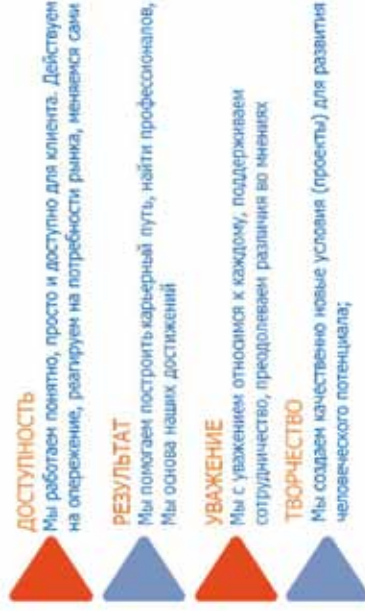 ДОСТУПНОСТЬ
Мы работаем понятно, просто и доступно для клиента. Действуем
на опережение, реагируем на потребности рынка, меняемся сами
РЕЗУЛЬТАТ
Мы помогаем построить карьерный путь, найти профессионалов,
Мы основа наших достижений
УВАЖЕНИЕ
Мы с уважением относимся к каждому, поддерживаем
сотрудничество, преодолеваем различия во мнениях
ТВОРЧЕСТВО
Мы создаем качественно новые условия (проекты) для развития
человеческого потенциала;